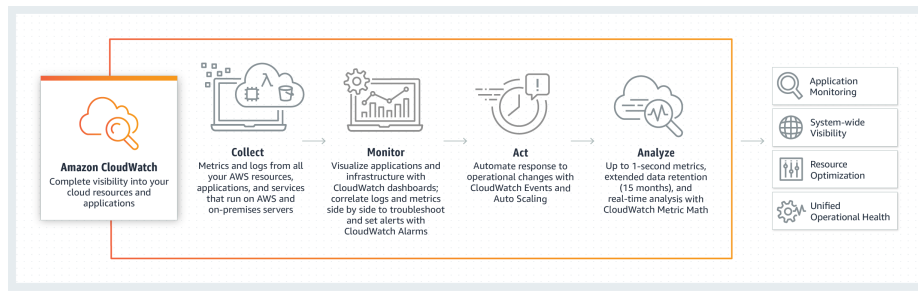 Amazon CloudWatch
Complete visibility into your
cloud resources and
applications
Collect
Metrics and logs from all
your AWS resources,
applications, and services
that run on AWS and
on-premises servers
Monitor
Visualize applications and
infrastructure with
CloudWatch dashboards;
correlate logs and metrics
side by side to troubleshoot
and set alerts with
CloudWatch Alarms
Act
Automate response to
operational changes with
CloudWatch Events and
Auto Scaling
Analyze
Up to 1-second metrics,
extended data retention
(15 months), and
real-time analysis with
CloudWatch Metric Math
Application
Monitoring
System-wide
Visibility
Resource
Optimization
Unified
Operational Health